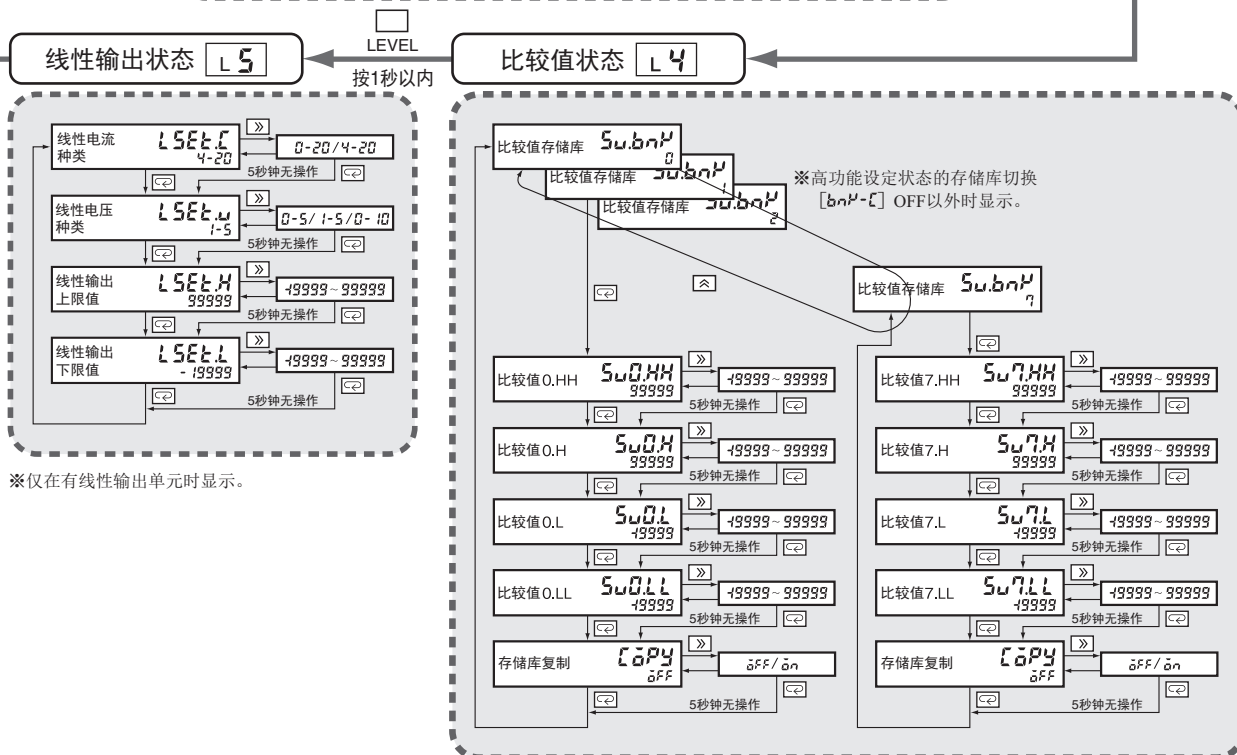 LEVEL
按1秒以内
线性输出状态 L 5
比较值状态 L 4
线性电流
种类
LSEt.C
4-20
0-20/4-20
5秒钟无操作
线性电压
种类
LSEt.u
1-5
0-5/1-5/0-10
5秒钟无操作
线性输出
上限值
LSEt.H
99999
-19999~99999
5秒钟无操作
线性输出
下限值
LSEt.L
-19999
-19999~99999
5秒钟无操作
※仅在有线性输出单元时显示。
比较值存储库 Su.bnk
0
比较值存储库 Su.bnk
1
比较值存储库 Su.bnk
2
※高功能设定状态的存储库切换
［bnk-C］OFF以外时显示。
比较值存储库 Su.bnk
7
比较值0.HH Su0.HH
99999
-19999~99999
5秒钟无操作
比较值0.H Su0.H
99999
-19999~99999
5秒钟无操作
比较值0.L Su0.L
-19999
-19999~99999
5秒钟无操作
比较值0.LL Su0.LL
-19999
-19999~99999
5秒钟无操作
存储库复制 CoPY
oFF
oFF/on
5秒钟无操作
比较值7.HH Su7.HH
99999
-19999~99999
5秒钟无操作
比较值7.H Su7.H
99999
-19999~99999
5秒钟无操作
比较值7.L Su7.L
-19999
-19999~99999
5秒钟无操作
比较值7.LL Su7.LL
-19999
-19999~99999
5秒钟无操作
存储库复制 CoPY
oFF
oFF/on
5秒钟无操作